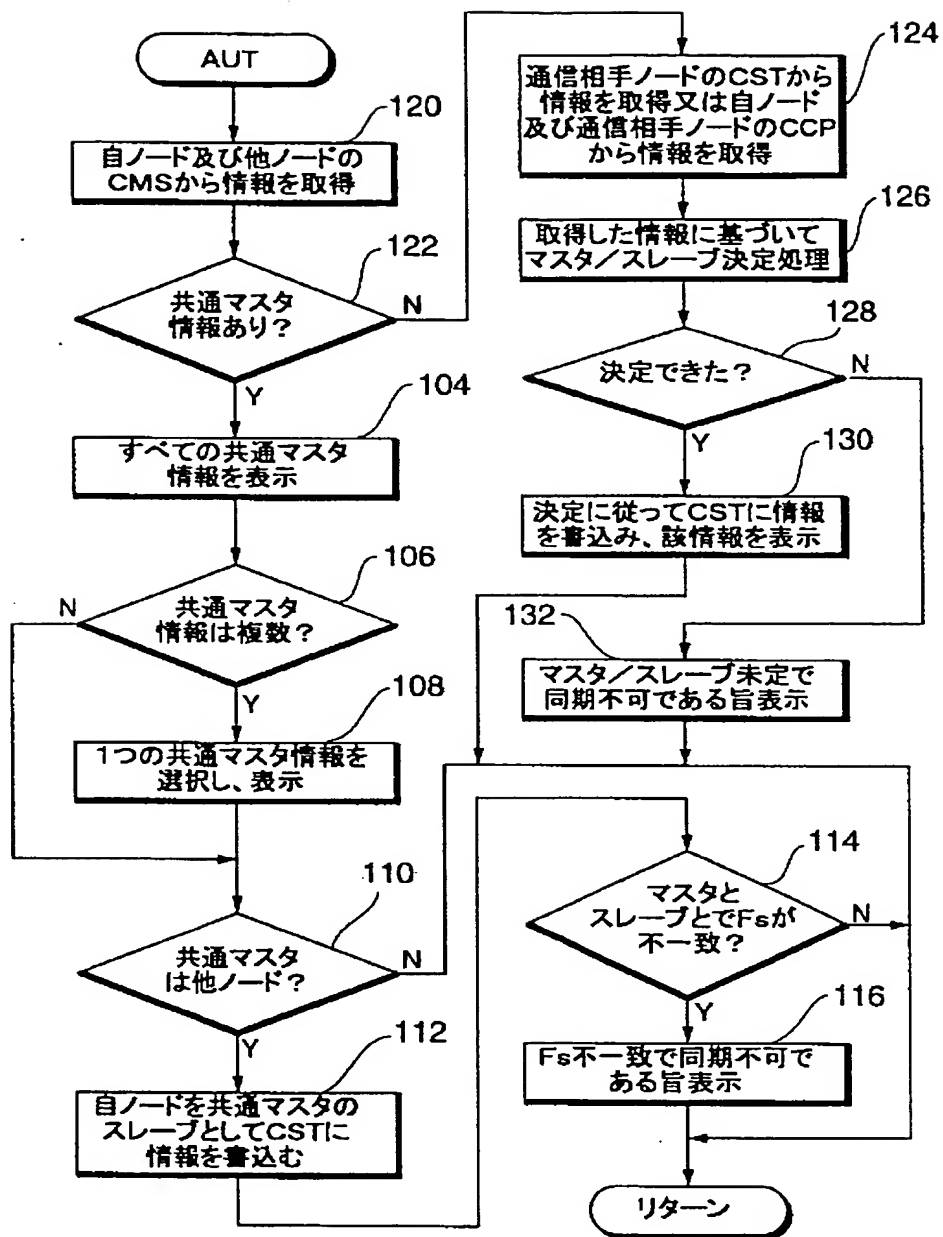 AUT
120
自ノード及び他ノードの
CMSから情報を取得
122
共通マスタ
情報あり?
N
Y
104
すべての共通マスタ
情報を表示
106
N
共通マスタ
情報は複数?
Y
108
1つの共通マスタ情報を
選択し、表示
110
共通マスタ
は他ノード?
N
Y
112
自ノードを共通マスタの
スレーブとしてCSTに
情報を書込む
124
通信相手ノードのCSTから
情報を取得又は自ノード
及び通信相手ノードのCCP
から情報を取得
126
取得した情報に基づいて
マスタ/スレーブ決定処理
128
決定できた?
N
Y
130
決定に従ってCSTに情報
を書込み、該情報を表示
132
マスタ/スレーブ未定で
同期不可である旨表示
114
マスタと
スレーブとでFsが
不一致?
N
Y
116
Fs不一致で同期不可で
ある旨表示
リターン